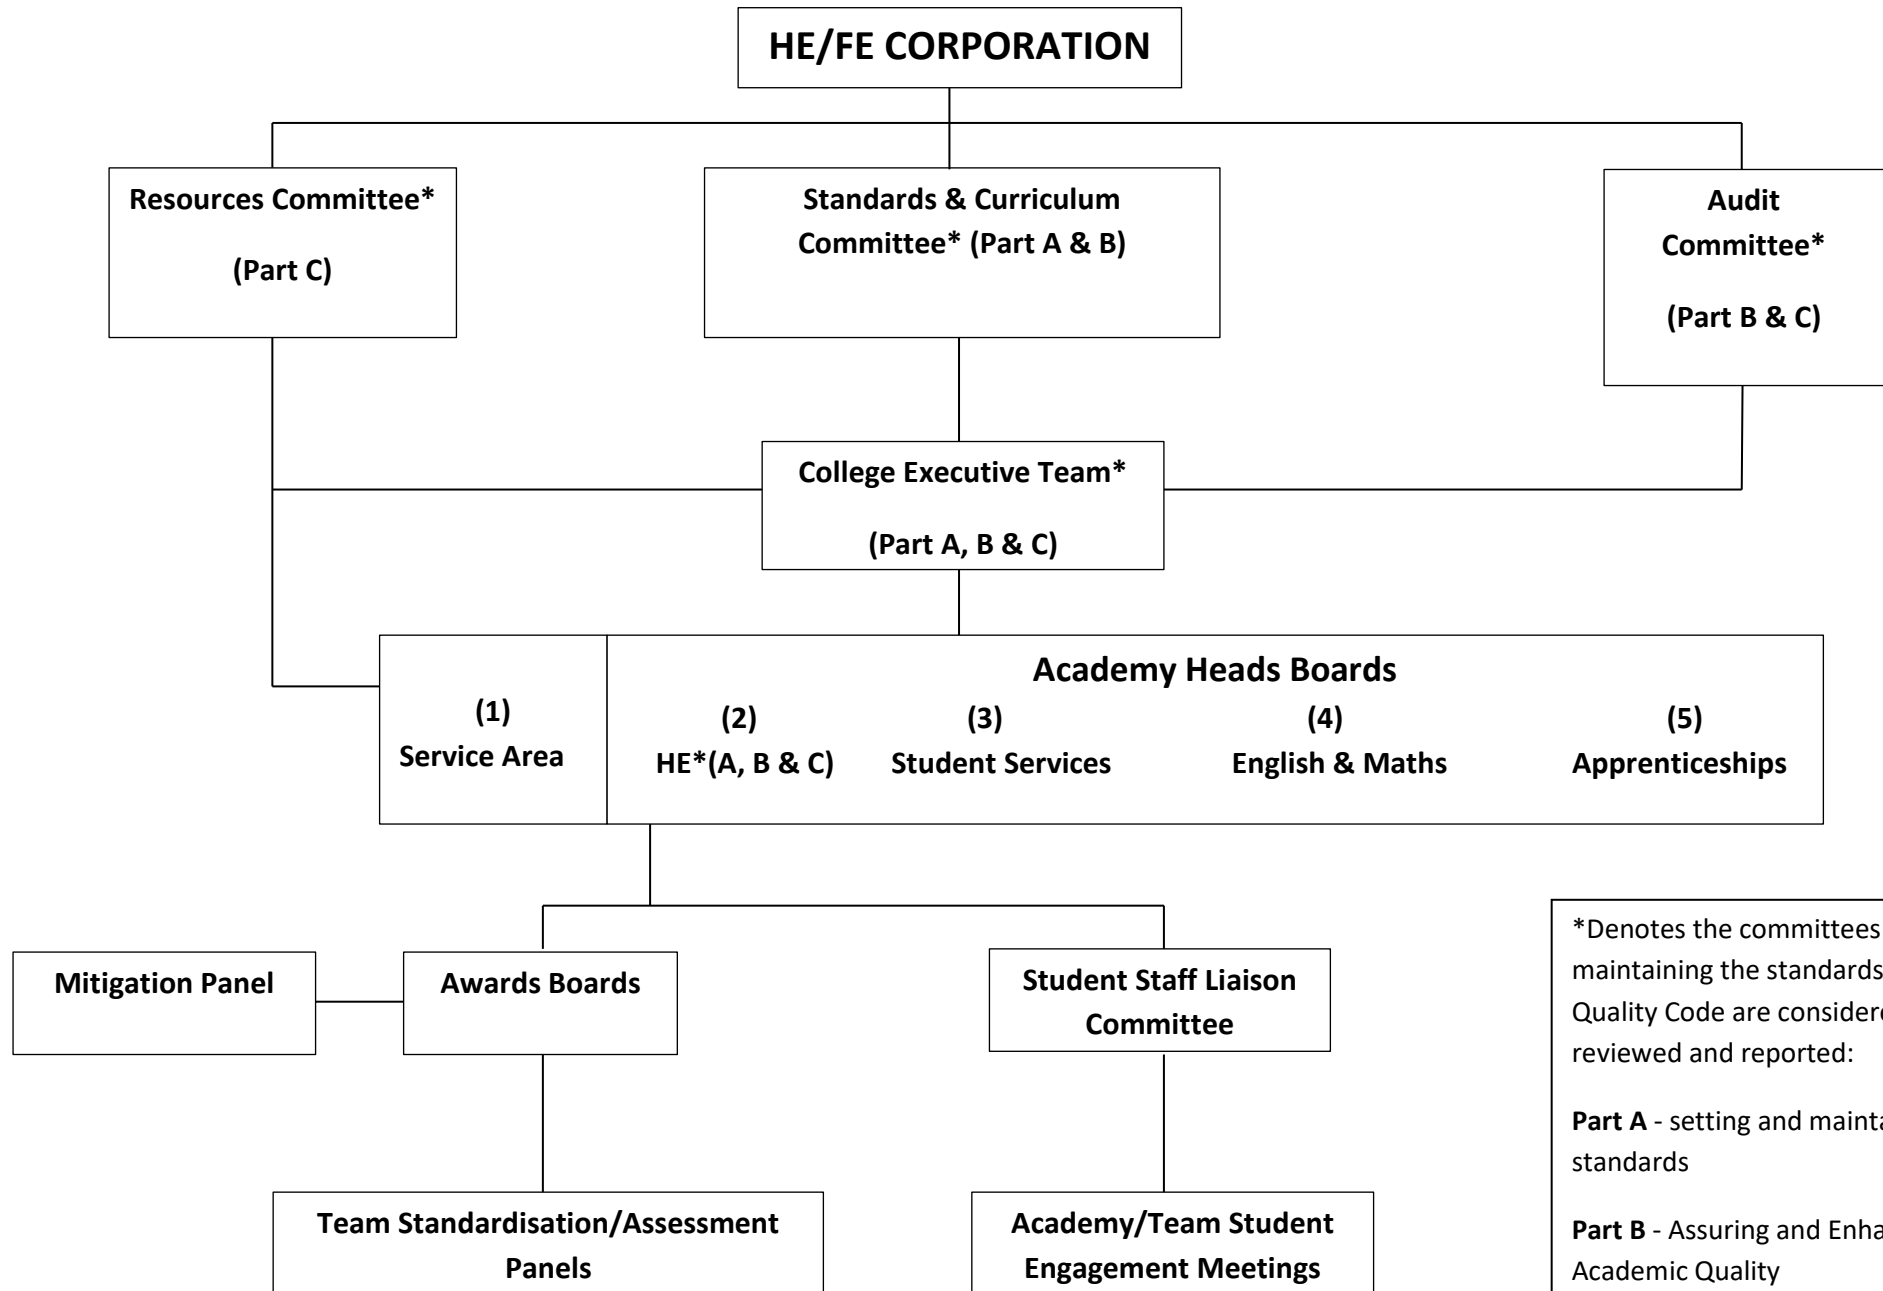 HE/FE CORPORATION
Resources Committee*
(Part C)
Standards & Curriculum
Committee* (Part A & B)
Audit
Committee*
(Part B & C)
College Executive Team*
(Part A, B & C)
Academy Heads Boards
(1)
Service Area
(2)
HE*(A, B & C)
(3)
Student Services
(4)
English & Maths
(5)
Apprenticeships
Mitigation Panel
Awards Boards
Student Staff Liaison
Committee
Team Standardisation/Assessment
Panels
Academy/Team Student
Engagement Meetings
*Denotes the committees
maintaining the standards
Quality Code are
reviewed and reported:
Part A - setting and
standards
Part B - Assuring and
Academic Quality